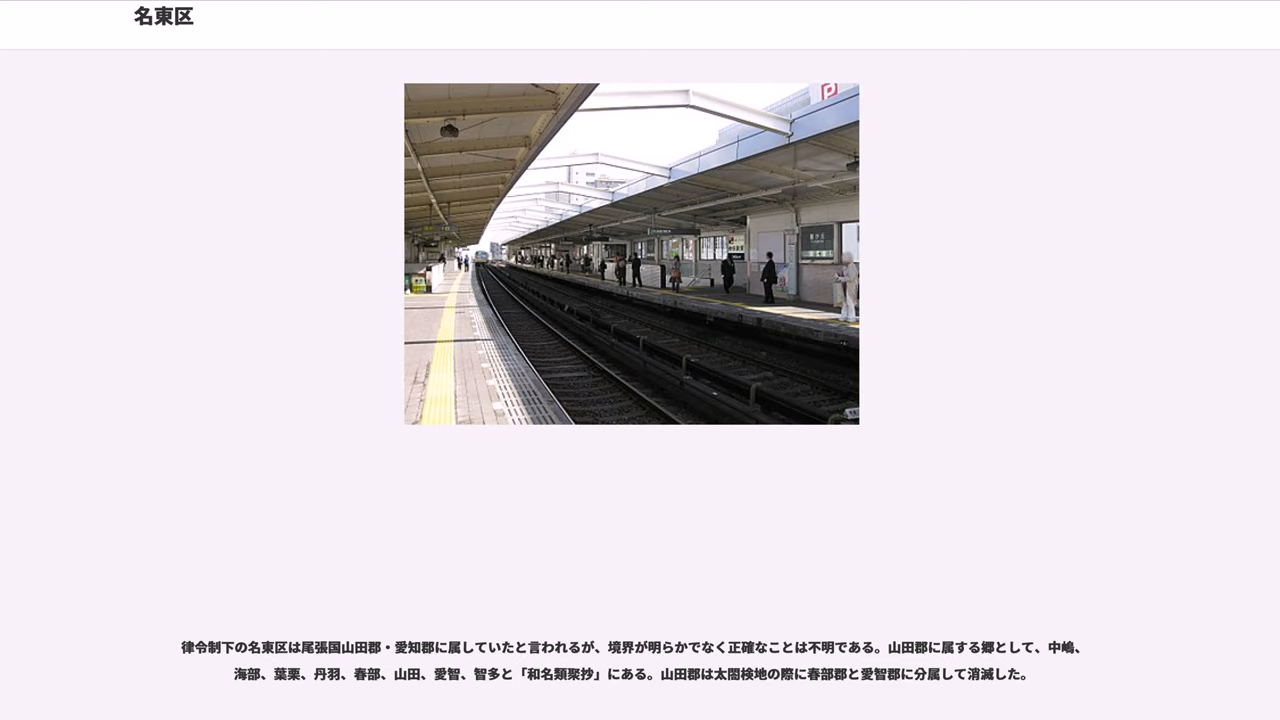 名東区
律令制下の名東区は尾張国山田郡・愛知郡に属していたと言われるが、境界が明らかでなく正確なことは不明である。山田郡に属する郷として、中嶋、
海部、葉栗、丹羽、春部、山田、愛智、智多と「和名類聚抄」にある。山田郡は太閤検地の際に春部郡と愛智郡に分属して消滅した。